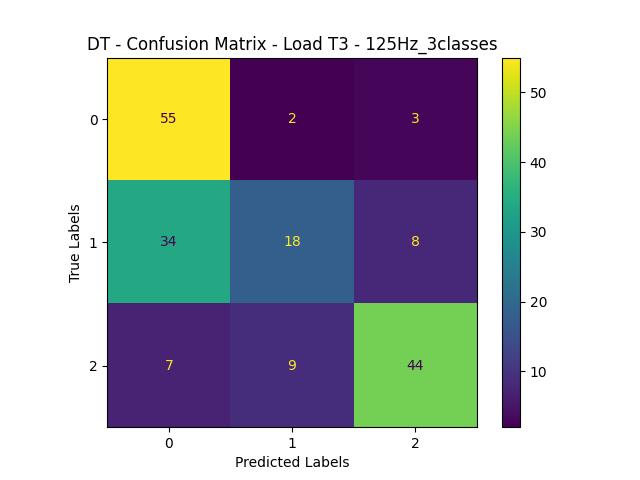 DT - Confusion Matrix - Load T3 - 125Hz_3classes
0 55 2 3
1 34 18 8
2 7 9 44
0 1 2
Predicted Labels
True Labels
50
40
30
20
10